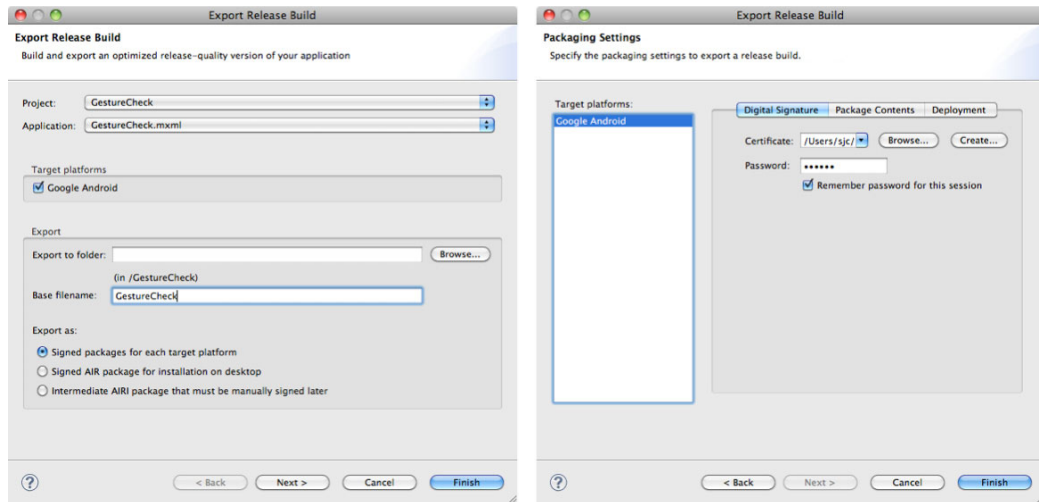 Export Release Build
Export Release Build
Build and export an optimized release-quality version of your application
Project: GestureCheck
Application: GestureCheck.mxml
Target platforms
Google Android
Export
Export to folder: Browse...
(in /GestureCheck)
Base filename: GestureCheck
Export as:
Signed packages for each target platform
Signed AIR package for installation on desktop
Intermediate AIRI package that must be manually signed later
? < Back Next > Cancel Finish
Export Release Build
Packaging Settings
Specify the packaging settings to export a release build.
Target platforms:
Google Android
Digital Signature Package Contents Deployment
Certificate: /Users/sjc/ Browse... Create...
Password: ••••••
Remember password for this session
? < Back Next > Cancel Finish